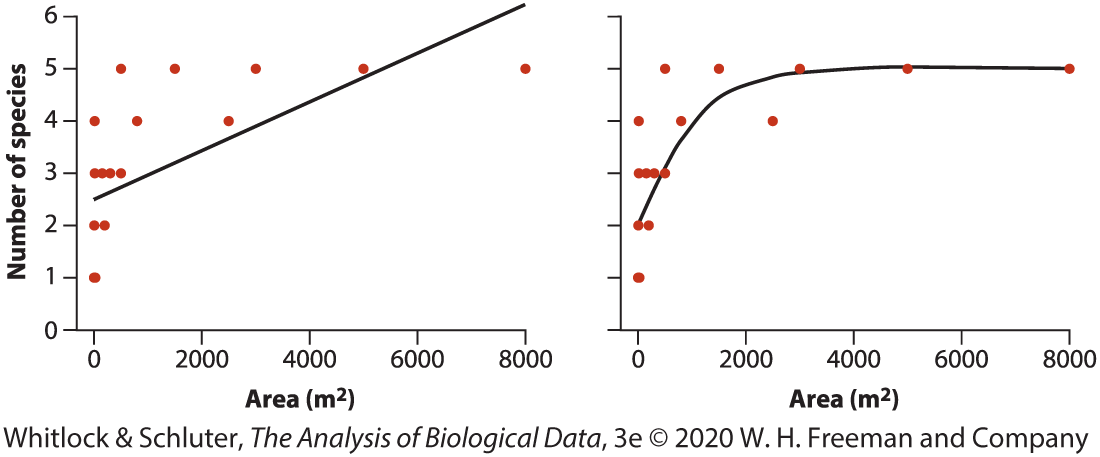 6
5
4
3
2
1
0
Number of species
0 2000 4000 6000 8000
Area (m²)
0 2000 4000 6000 8000
Area (m²)
Whitlock & Schluter, The Analysis of Biological Data, 3e © 2020 W. H. Freeman and Company